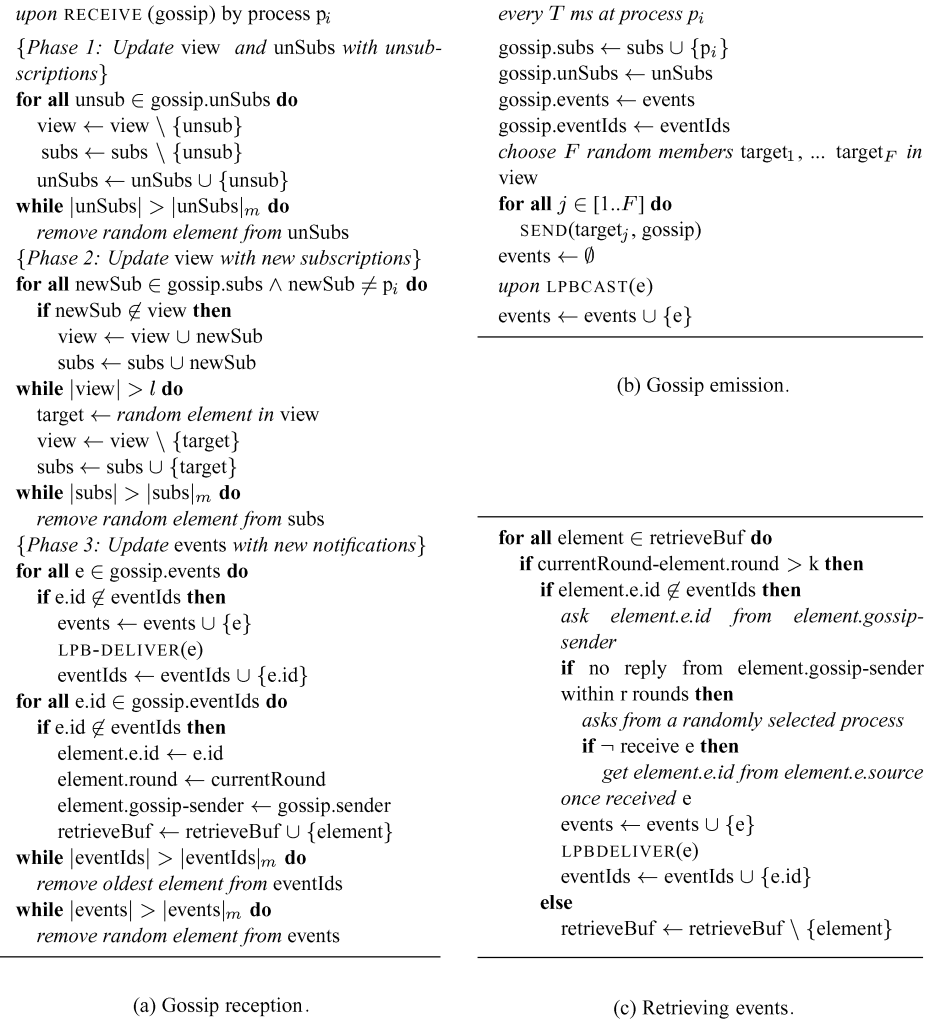 upon RECEIVE (gossip) by process pᵢ
{Phase 1: Update view and unSubs with unsub-
scriptions}
for all unsub ∈ gossip.unSubs do
view ← view \ {unsub}
subs ← subs \ {unsub}
unSubs ← unSubs ∪ {unsub}
while |unSubs| > |unSubs|ₘ do
remove random element from unSubs
{Phase 2: Update view with new subscriptions}
for all newSub ∈ gossip.subs ∧ newSub ≠ pᵢ do
if newSub ∉ view then
view ← view ∪ newSub
subs ← subs ∪ newSub
while |view| > l do
target ← random element in view
view ← view \ {target}
subs ← subs ∪ {target}
while |subs| > |subs|ₘ do
remove random element from subs
{Phase 3: Update events with new notifications}
for all e ∈ gossip.events do
if e.id ∉ eventIds then
events ← events ∪ {e}
LPB-DELIVER(e)
eventIds ← eventIds ∪ {e.id}
for all e.id ∈ gossip.eventIds do
if e.id ∉ eventIds then
element.e.id ← e.id
element.round ← currentRound
element.gossip-sender ← gossip.sender
retrieveBuf ← retrieveBuf ∪ {element}
while |eventIds| > |eventIds|ₘ do
remove oldest element from eventIds
while |events| > |events|ₘ do
remove random element from events
(a) Gossip reception.
every T ms at process pᵢ
gossip.subs ← subs ∪ {pᵢ}
gossip.unSubs ← unSubs
gossip.events ← events
gossip.eventIds ← eventIds
choose F random members target₁, ... target_F in
view
for all j ∈ [1..F] do
SEND(targetⱼ, gossip)
events ← ∅
upon LPBCAST(e)
events ← events ∪ {e}
(b) Gossip emission.
for all element ∈ retrieveBuf do
if currentRound-element.round > k then
if element.e.id ∉ eventIds then
ask element.e.id from element.gossip-
sender
if no reply from element.gossip-sender
within r rounds then
asks from a randomly selected process
if ¬ receive e then
get element.e.id from element.e.source
once received e
events ← events ∪ {e}
LPBDELIVER(e)
eventIds ← eventIds ∪ {e.id}
else
retrieveBuf ← retrieveBuf \ {element}
(c) Retrieving events.